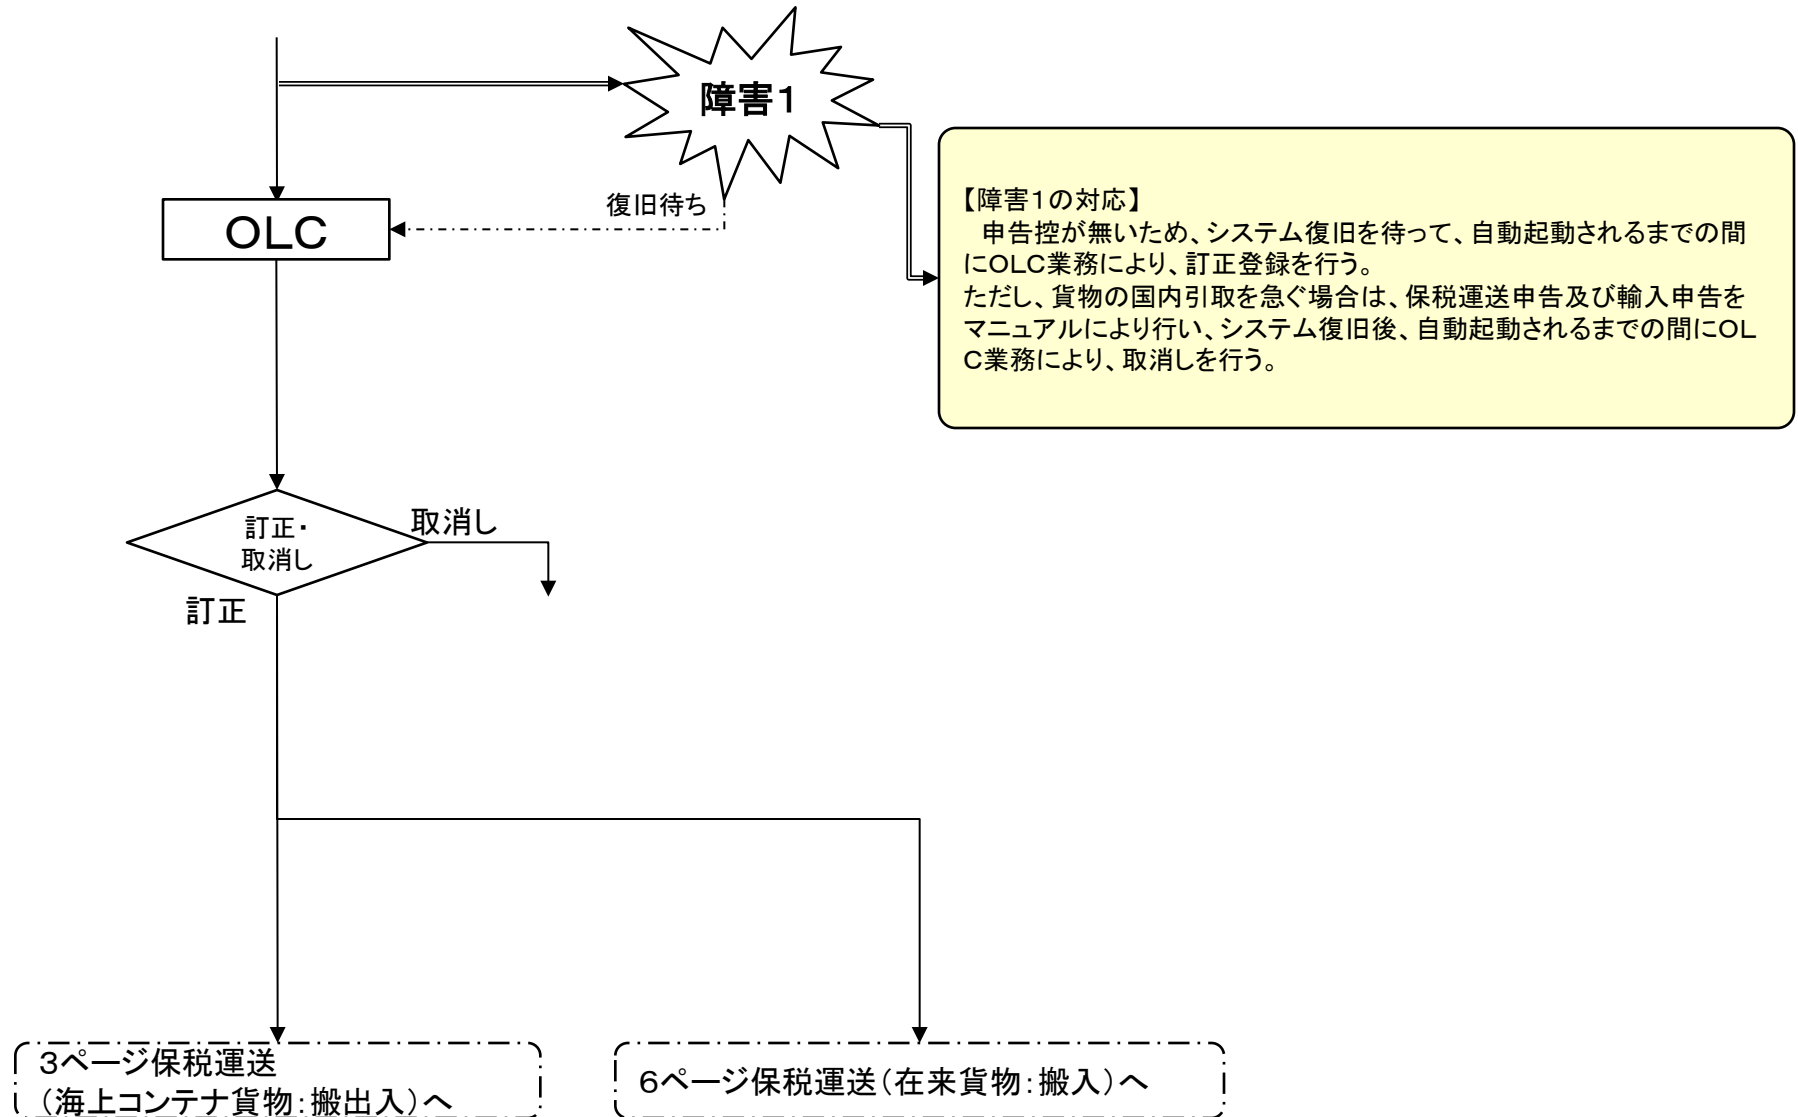 障害1
復旧待ち
OLC
【障害1の対応】
申告控が無いため、システム復旧を待って、自動起動されるまでの間
にOLC業務により、訂正登録を行う。
ただし、貨物の国内引取を急ぐ場合は、保税運送申告及び輸入申告を
マニュアルにより行い、システム復旧後、自動起動されるまでの間にOL
C業務により、取消しを行う。
訂正・
取消し
取消し
訂正
3ページ保税運送
（海上コンテナ貨物：搬出入）へ
6ページ保税運送（在来貨物：搬入）へ